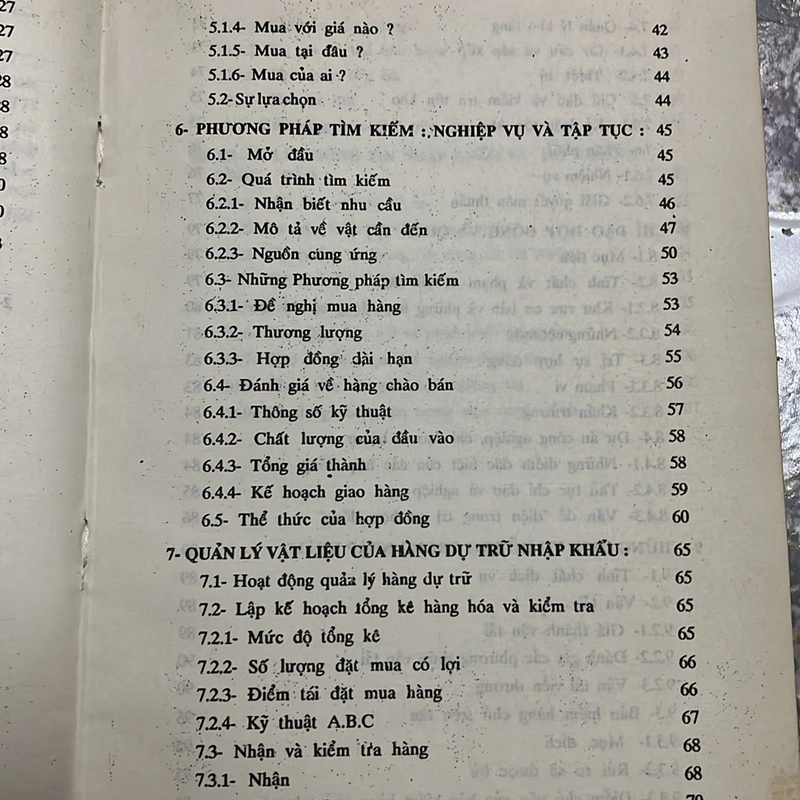 27
27
27
28
28
28
8
0
0
5.1.4- Mua với giá nào ? 42
5.1.5- Mua tại đâu ? 43
5.1.6- Mua của ai ? 44
5.2- Sự lựa chọn 44
6- PHƯƠNG PHÁP TÌM KIẾM : NGHIỆP VỤ VÀ TẬP TỤC : 45
6.1- Mở đầu 45
6.2- Quá trình tìm kiếm 45
6.2.1- Nhận biết nhu cầu 46
6.2.2- Mô tả về vật cần đến 47
6.2.3- Nguồn cung ứng 50
6.3- Những Phương pháp tìm kiếm 53
6.3.1- Đề nghị mua hàng 53
6.3.2- Thương lượng 54
6.3.3- Hợp đồng dài hạn 55
6.4- Đánh giá về hàng chào bán 56
6.4.1- Thông số kỹ thuật 57
6.4.2- Chất lượng của đầu vào 58
6.4.3- Tổng giá thành 58
6.4.4- Kế hoạch giao hàng 59
6.5- Thể thức của hợp đồng 60
7- QUẢN LÝ VẬT LIỆU CỦA HÀNG DỰ TRỮ NHẬP KHẨU : 65
7.1- Hoạt động quản lý hàng dự trữ 65
7.2- Lập kế hoạch tổng kê hàng hóa và kiểm tra 65
7.2.1- Mức độ tổng kê 65
7.2.2- Số lượng đặt mua có lợi 66
7.2.3- Điểm tái đặt mua hàng 66
7.2.4- Kỹ thuật A.B.C 67
7.3- Nhận và kiểm tra hàng 68
7.3.1- Nhận 68